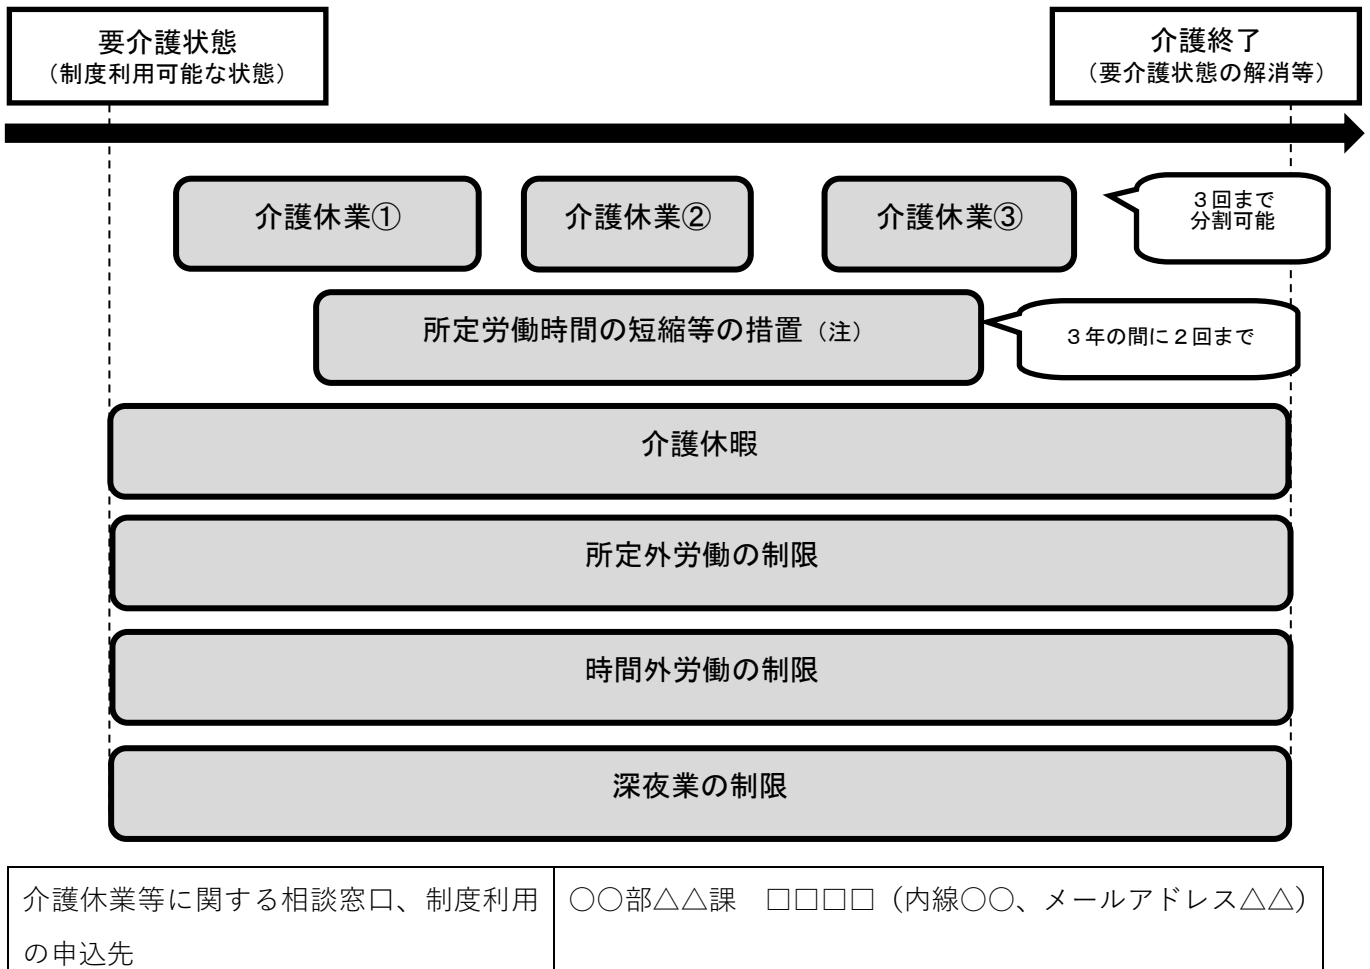 要介護状態
（制度利用可能な状態）
介護終了
（要介護状態の解消等）
介護休業①
介護休業②
介護休業③
３回まで
分割可能
所定労働時間の短縮等の措置（注）
３年の間に２回まで
介護休暇
所定外労働の制限
時間外労働の制限
深夜業の制限
介護休業等に関する相談窓口、制度利用
の申込先
○○部△△課　□□□□（内線○○、メールアドレス△△）